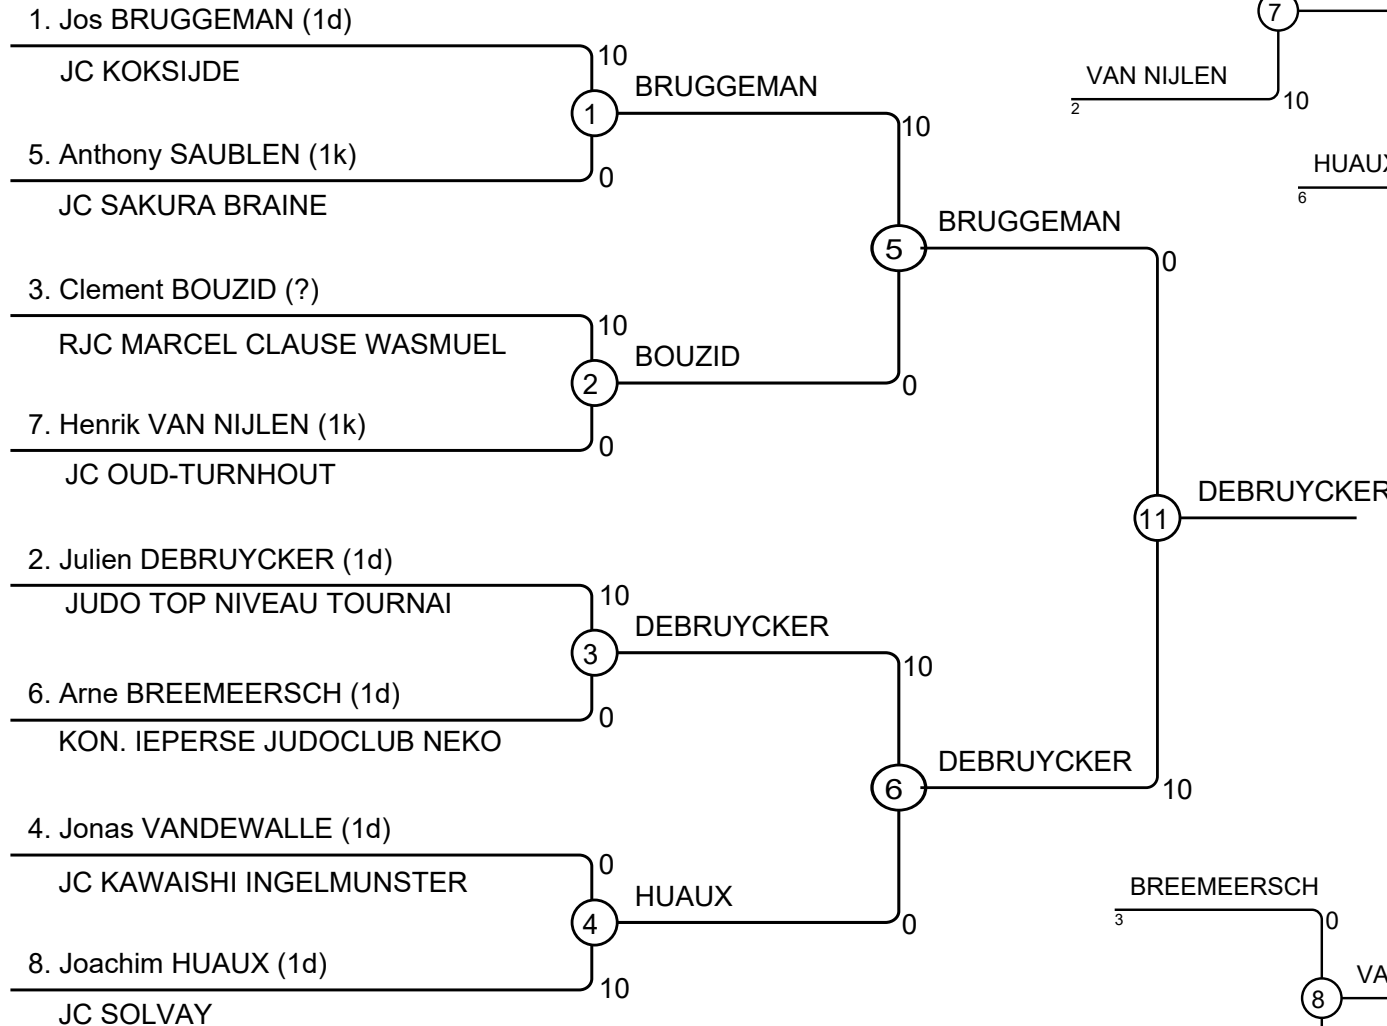 1. Jos BRUGGEMAN (1d)
10
JC KOKSIJDE
1
BRUGGEMAN
10
5. Anthony SAUBLEN (1k)
0
JC SAKURA BRAINE
5
BRUGGEMAN
0
3. Clement BOUZID (?)
10
RJC MARCEL CLAUSE WASMUEL
2
BOUZID
0
7. Henrik VAN NIJLEN (1k)
0
JC OUD-TURNHOUT
11
DEBRUYCKER
2. Julien DEBRUYCKER (1d)
10
JUDO TOP NIVEAU TOURNAI
3
DEBRUYCKER
10
6. Arne BREEMEERSCH (1d)
0
KON. IEPERSE JUDOCLUB NEKO
6
DEBRUYCKER
10
4. Jonas VANDEWALLE (1d)
0
JC KAWAISHI INGELMUNSTER
4
HUAUX
0
8. Joachim HUAUX (1d)
10
JC SOLVAY
7
VAN NIJLEN
2
10
HUAUX
6
BREEMEERSCH
3
0
8
VA